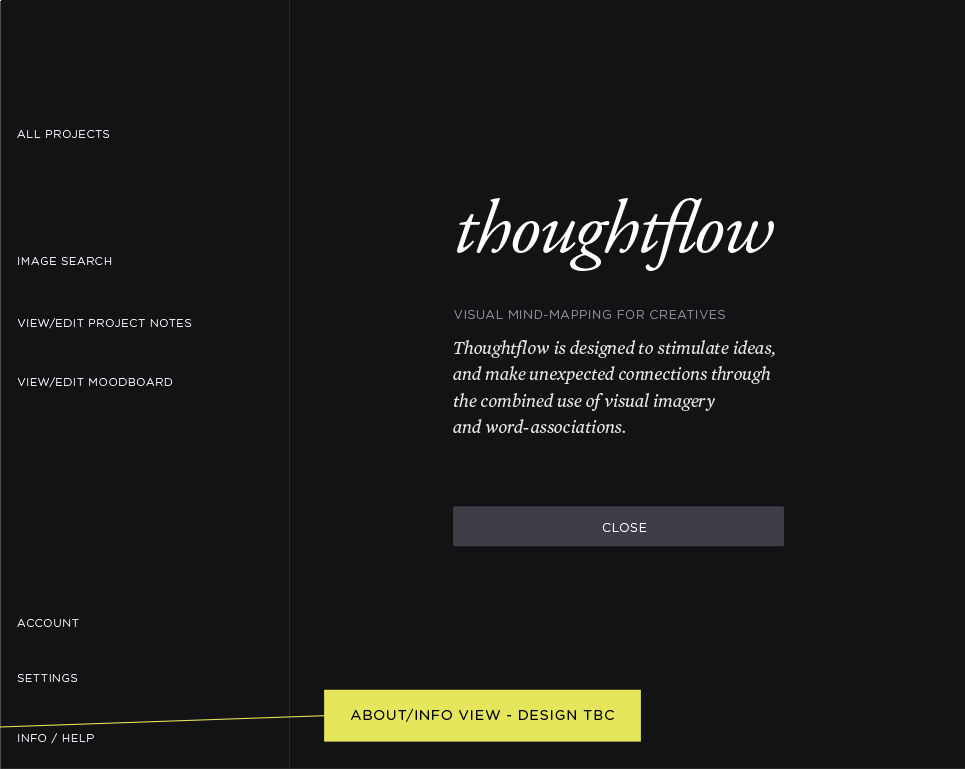 ALL PROJECTS
IMAGE SEARCH
VIEW/EDIT PROJECT NOTES
VIEW/EDIT MOODBOARD
ACCOUNT
SETTINGS
INFO / HELP
thoughtflow
VISUAL MIND-MAPPING FOR CREATIVES
Thoughtflow is designed to stimulate ideas,
and make unexpected connections through
the combined use of visual imagery
and word-associations.
CLOSE
ABOUT/INFO VIEW - DESIGN TBC